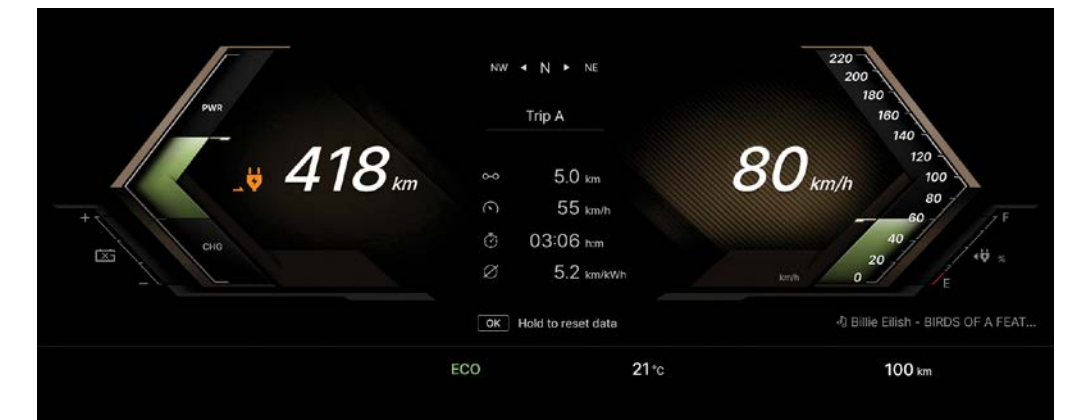 NW N NE
Trip A
PWR
CHG
418 km
5.0 km
55 km/h
03:06 h:m
5.2 km/kWh
OK Hold to reset data
80 km/h
220
200
180
160
140
120
100
80
60
40
20
0
km/h
+
-
F
%
E
Billie Eilish - BIRDS OF A FEAT...
ECO
21°C
100 km